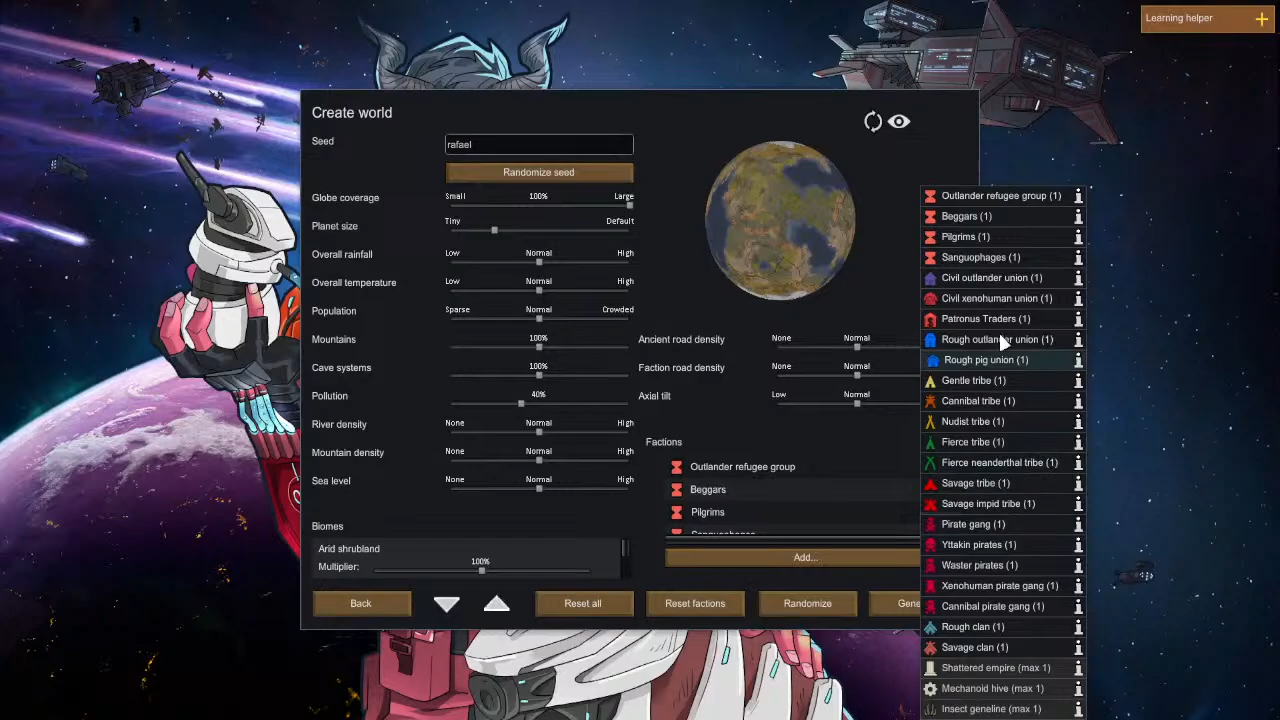 Learning helper
Create world
Seed
rafael
Randomize seed
Globe coverage
Small 100% Large
Planet size
Tiny Default
Overall rainfall
Low Normal High
Overall temperature
Low Normal High
Population
Sparse Normal Crowded
Mountains
100%
Cave systems
100%
Pollution
40%
River density
None Normal High
Mountain density
None Normal High
Sea level
None Normal High
Biomes
Arid shrubland
Multiplier: 100%
Ancient road density
None Normal
Faction road density
None Normal
Axial tilt
Low Normal
Factions
Outlander refugee group
Beggars
Pilgrims
Sanguophages
Add...
Back
Reset all
Reset factions
Randomize
Gene
Outlander refugee group (1)
Beggars (1)
Pilgrims (1)
Sanguophages (1)
Civil outlander union (1)
Civil xenohuman union (1)
Patronus Traders (1)
Rough outlander union (1)
Rough pig union (1)
Gentle tribe (1)
Cannibal tribe (1)
Nudist tribe (1)
Fierce tribe (1)
Fierce neanderthal tribe (1)
Savage tribe (1)
Savage impid tribe (1)
Pirate gang (1)
Yttakin pirates (1)
Waster pirates (1)
Xenohuman pirate gang (1)
Cannibal pirate gang (1)
Rough clan (1)
Savage clan (1)
Shattered empire (max 1)
Mechanoid hive (max 1)
Insect geneline (max 1)